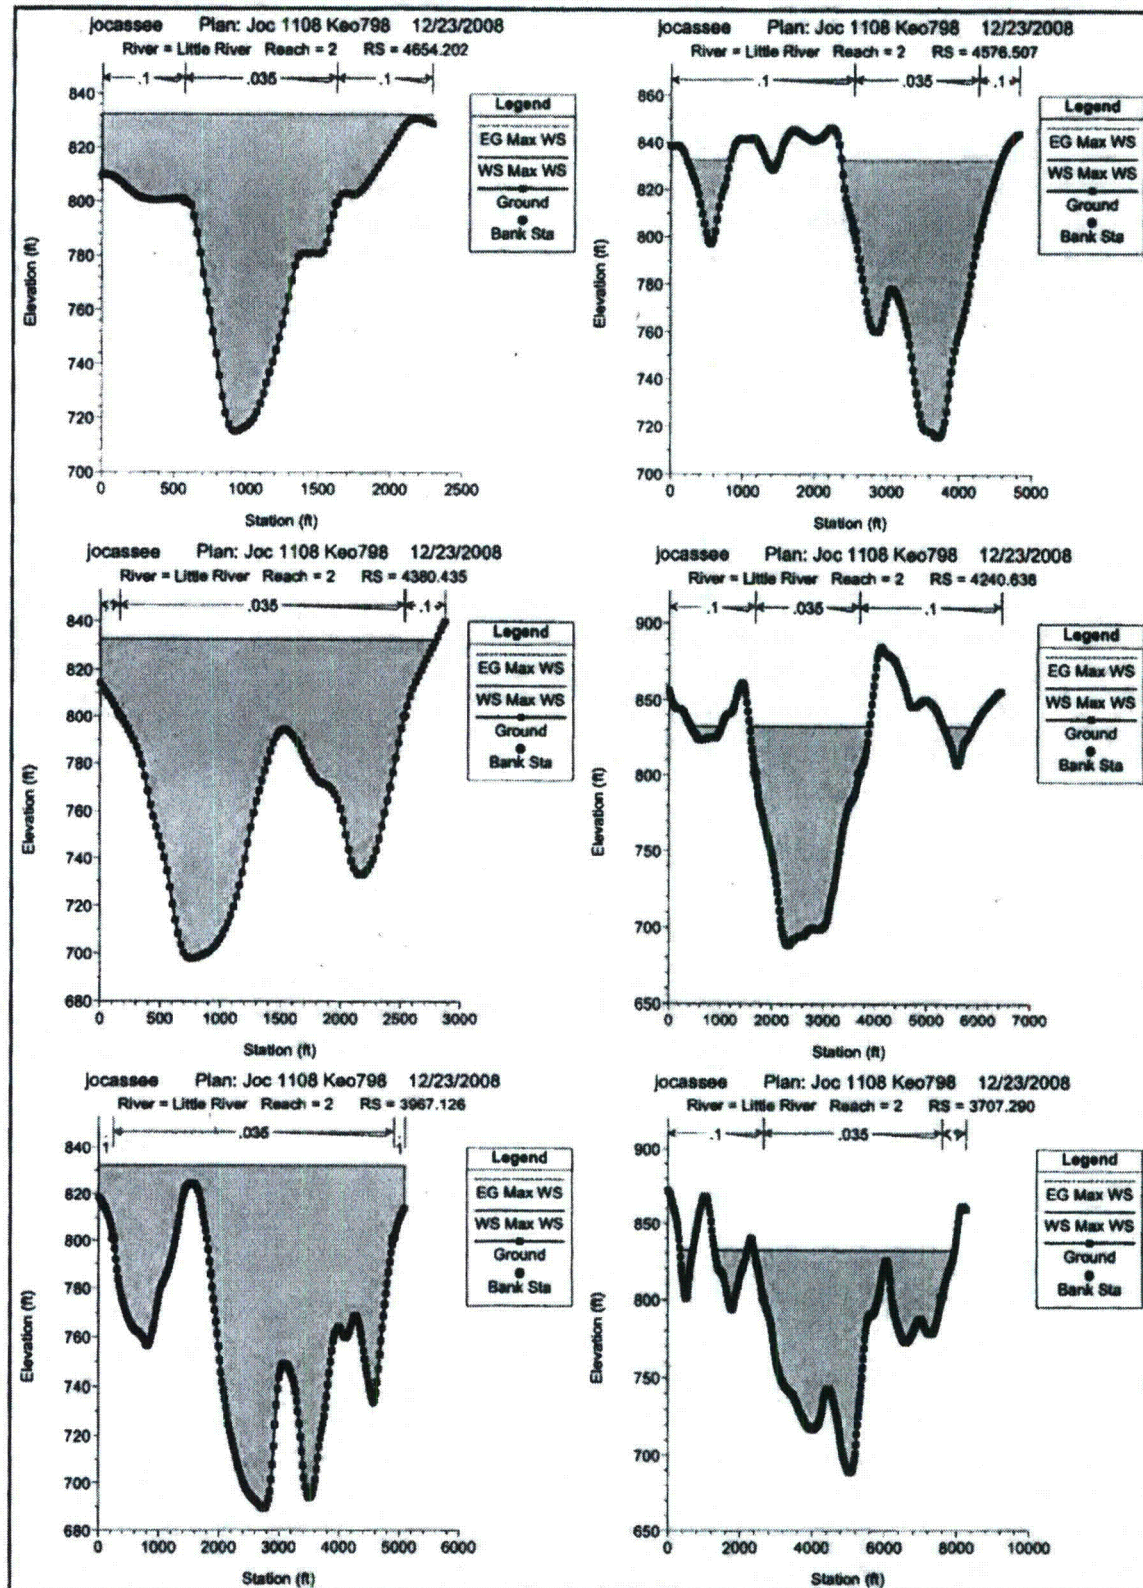 jocassee Plan: Joc 1108 Keo798 12/23/2008
River = Little River Reach = 2 RS = 4654.202
.1 .035 .1
Legend
EG Max WS
WS Max WS
Ground
Bank Sta
Elevation (ft)
840
820
800
780
760
740
720
700
0 500 1000 1500 2000 2500
Station (ft)
jocassee Plan: Joc 1108 Keo798 12/23/2008
River = Little River Reach = 2 RS = 4576.507
.1 .035 .1
Legend
EG Max WS
WS Max WS
Ground
Bank Sta
Elevation (ft)
860
840
820
800
780
760
740
720
700
0 1000 2000 3000 4000 5000
Station (ft)
jocassee Plan: Joc 1108 Keo798 12/23/2008
River = Little River Reach = 2 RS = 4380.435
.035 .1
Legend
EG Max WS
WS Max WS
Ground
Bank Sta
Elevation (ft)
840
820
800
780
760
740
720
700
680
0 500 1000 1500 2000 2500 3000
Station (ft)
jocassee Plan: Joc 1108 Keo798 12/23/2008
River = Little River Reach = 2 RS = 4240.636
.1 .035 .1
Legend
EG Max WS
WS Max WS
Ground
Bank Sta
Elevation (ft)
900
850
800
750
700
650
0 1000 2000 3000 4000 5000 6000 7000
Station (ft)
jocassee Plan: Joc 1108 Keo798 12/23/2008
River = Little River Reach = 2 RS = 3967.126
.1 .035 .1
Legend
EG Max WS
WS Max WS
Ground
Bank Sta
Elevation (ft)
840
820
800
780
760
740
720
700
680
0 1000 2000 3000 4000 5000 6000
Station (ft)
jocassee Plan: Joc 1108 Keo798 12/23/2008
River = Little River Reach = 2 RS = 3707.290
.1 .035
Legend
EG Max WS
WS Max WS
Ground
Bank Sta
Elevation (ft)
900
850
800
750
700
650
0 2000 4000 6000 8000 10000
Station (ft)